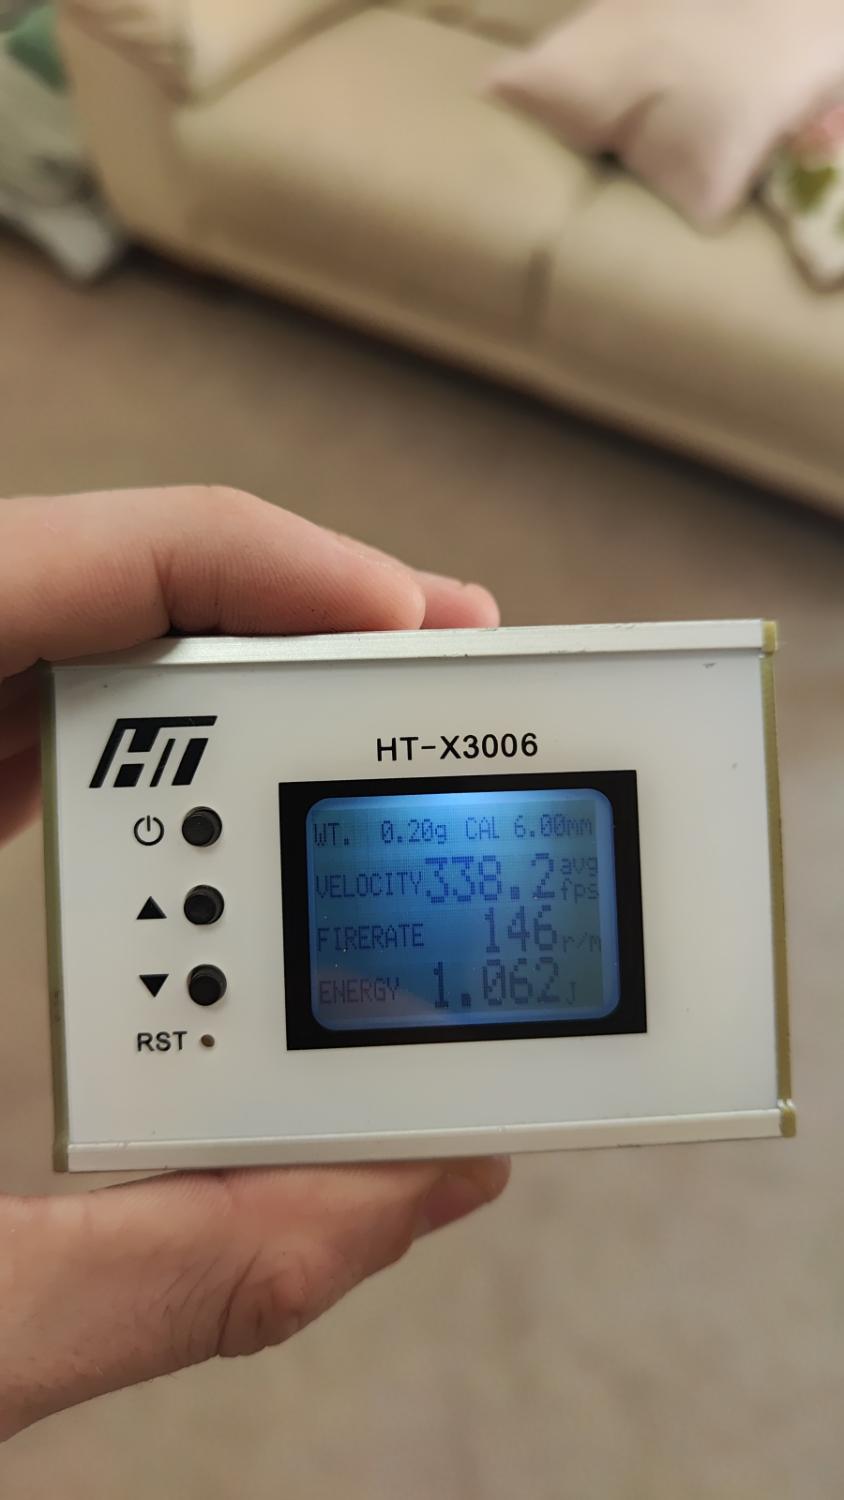 HT
HT-X3006
WT. 0.20g CAL 6.00mm
VELOCITY 338.2 avg fps
FIRERATE 146 r/m
ENERGY 1.062 J
RST